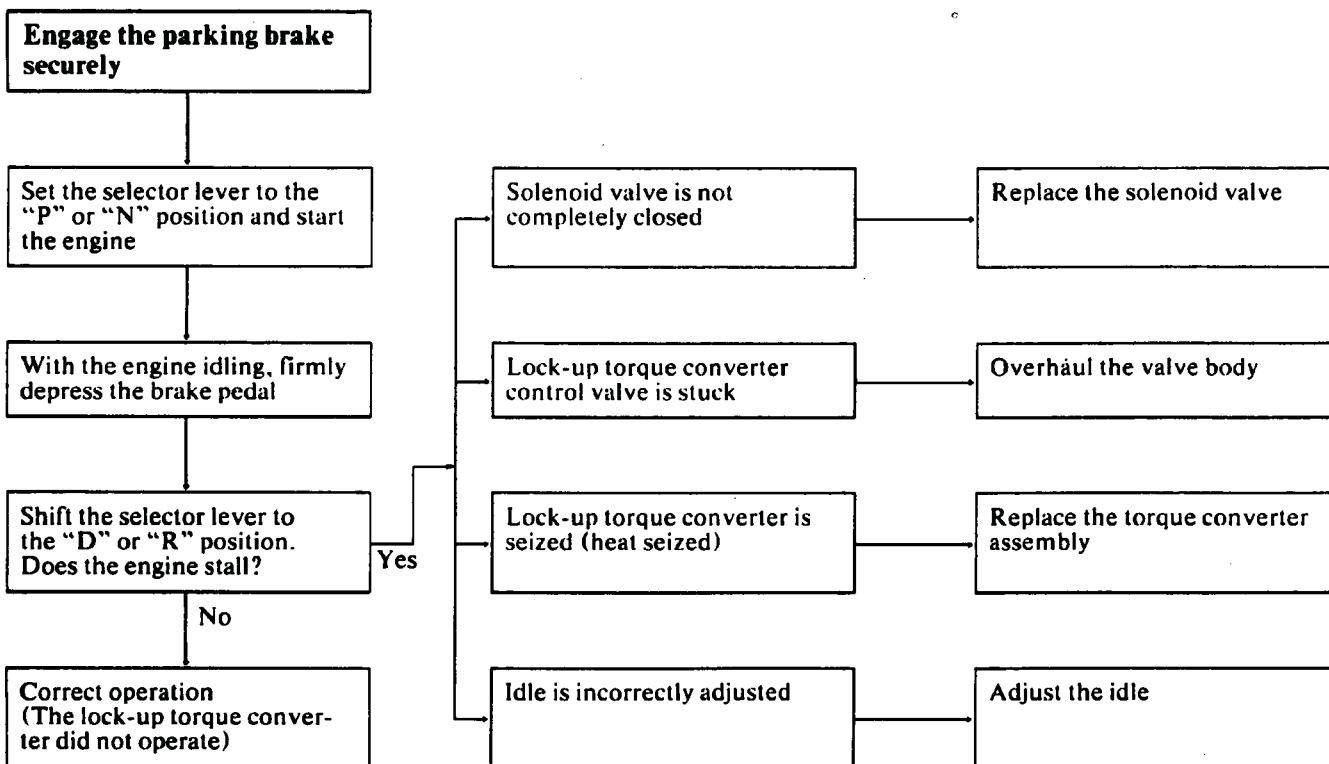 Engage the parking brake
securely
Set the selector lever to the
“P” or “N” position and start
the engine
With the engine idling, firmly
depress the brake pedal
Shift the selector lever to
the “D” or “R” position.
Does the engine stall?
Yes
No
Correct operation
(The lock-up torque conver-
ter did not operate)
Solenoid valve is not
completely closed
Replace the solenoid valve
Lock-up torque converter
control valve is stuck
Overhaul the valve body
Lock-up torque converter is
seized (heat seized)
Replace the torque converter
assembly
Idle is incorrectly adjusted
Adjust the idle